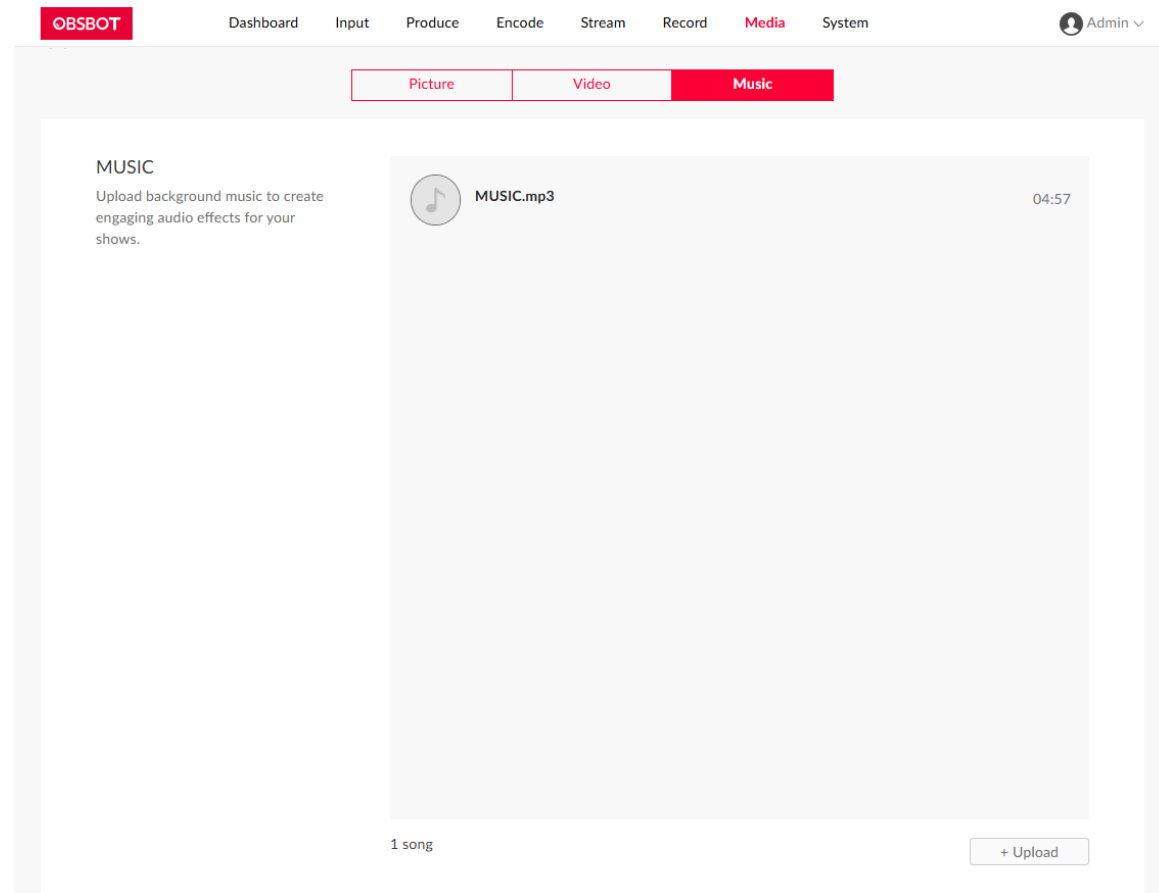 OBSBOT Dashboard Input Produce Encode Stream Record Media System Admin
Picture Video Music
MUSIC
Upload background music to create
engaging audio effects for your
shows.
MUSIC.mp3 04:57
1 song
+ Upload